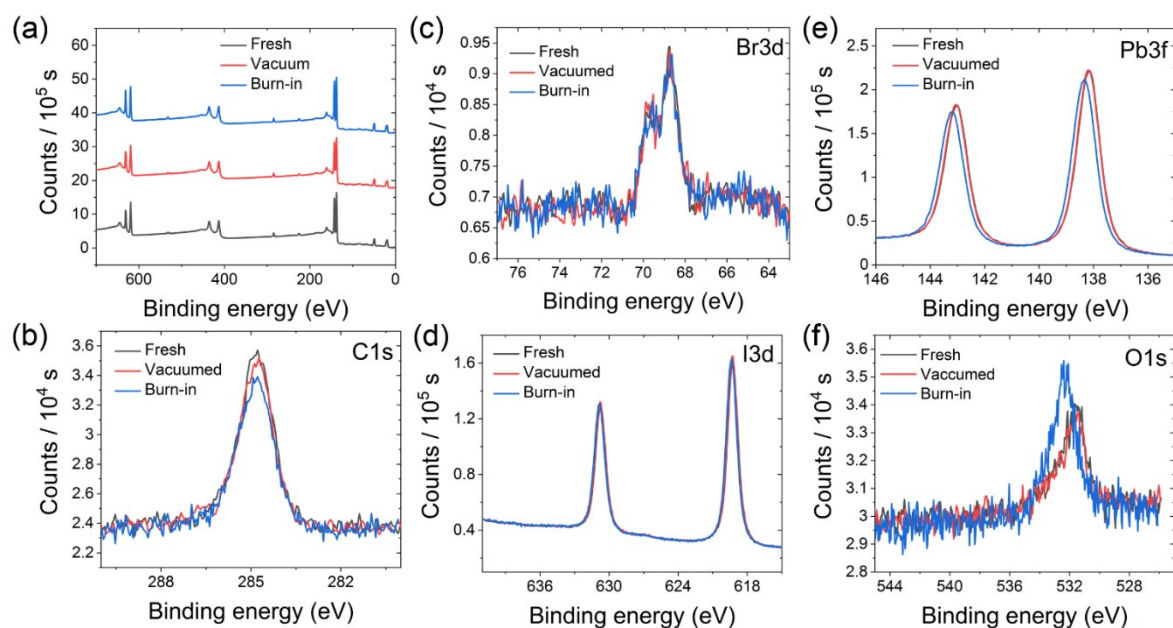 (a)
Counts / 10⁵ s
60
50
40
30
20
10
0
Fresh
Vacuum
Burn-in
600
400
200
0
Binding energy (eV)
(c)
Br3d
Counts / 10⁴ s
0.95
0.9
0.8
0.7
0.65
0.6
Fresh
Vacuumed
Burn-in
76
74
72
70
68
66
64
Binding energy (eV)
(e)
Pb3f
Counts / 10⁵ s
2.5
2
1.5
1
0.5
0
Fresh
Vacuumed
Burn-in
146
144
142
140
138
136
Binding energy (eV)
(b)
C1s
Counts / 10⁴ s
3.6
3.4
3.1
2.8
2.6
2.4
2.2
Fresh
Vacuumed
Burn-in
288
285
282
Binding energy (eV)
(d)
I3d
Counts / 10⁵ s
1.6
1.2
0.8
0.4
Fresh
Vacuumed
Burn-in
636
630
624
618
Binding energy (eV)
(f)
O1s
Counts / 10⁴ s
3.6
3.4
3.3
3.2
3.1
3
2.9
2.8
Fresh
Vaccumed
Burn-in
544
540
536
532
528
Binding energy (eV)